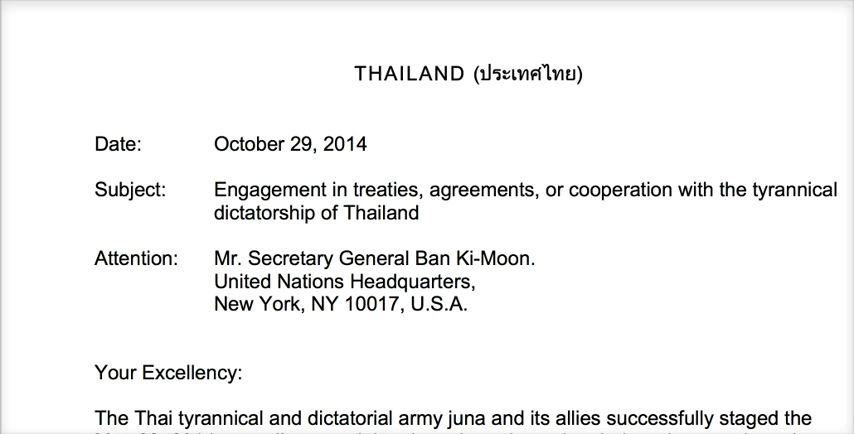 THAILAND (ประเทศไทย)
Date: October 29, 2014
Subject: Engagement in treaties, agreements, or cooperation with the tyrannical
dictatorship of Thailand
Attention: Mr. Secretary General Ban Ki-Moon.
United Nations Headquarters,
New York, NY 10017, U.S.A.
Your Excellency:
The Thai tyrannical and dictatorial army juna and its allies successfully staged the